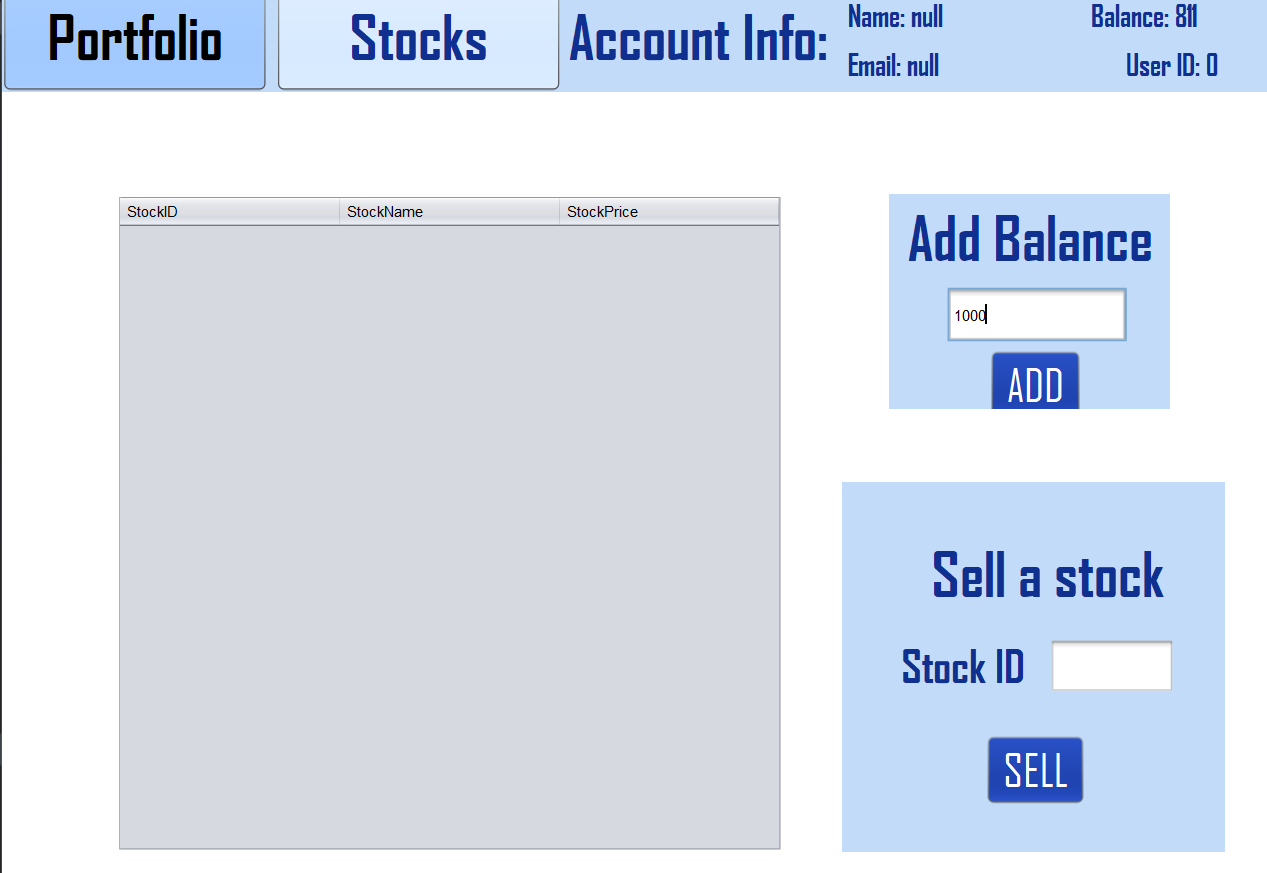 Portfolio
Stocks
Account Info:
Name: null
Balance: 811
Email: null
User ID: 0
StockID
StockName
StockPrice
Add Balance
1000
ADD
Sell a stock
Stock ID
SELL